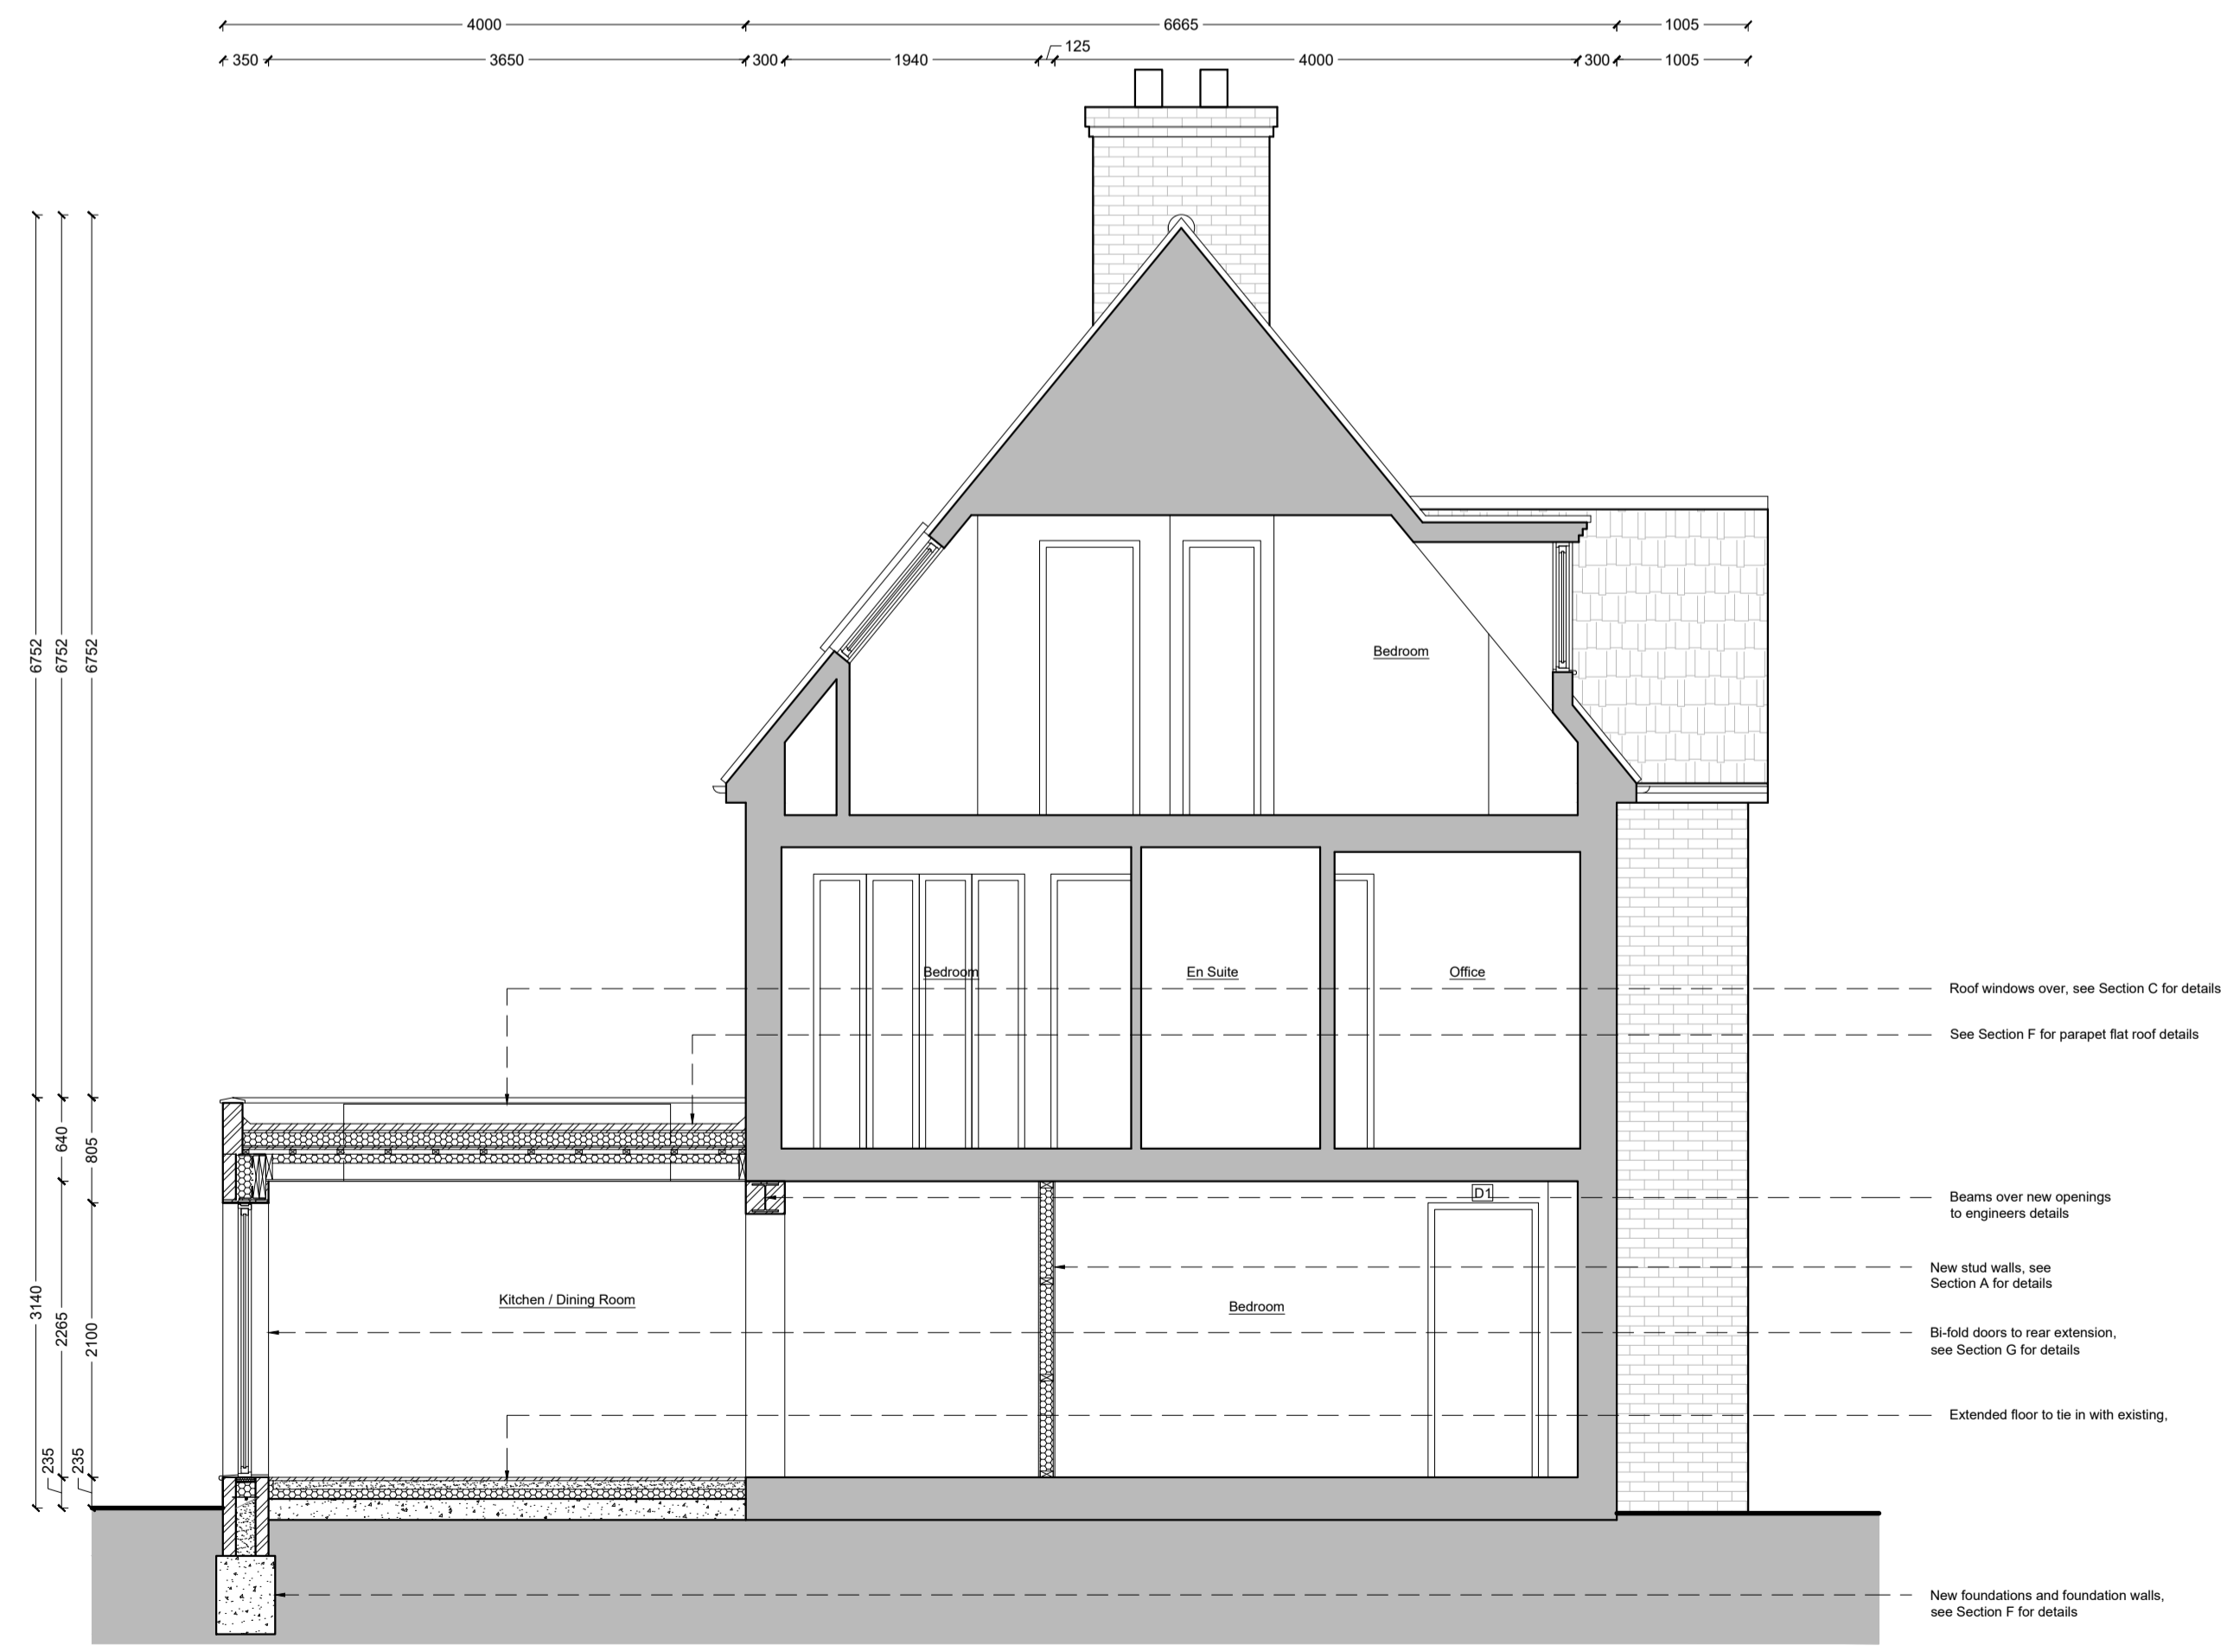 4000
6665
1005
350
3650
300
1940
125
4000
300
1005
6752
6752
6752
Bedroom
Bedroom
En Suite
Office
Roof windows over, see Section C for details
See Section F for parapet flat roof details
640
805
D1
Beams over new openings
to engineers details
New stud walls, see
Section A for details
3140
2265
2100
Kitchen / Dining Room
Bedroom
Bi-fold doors to rear extension,
see Section G for details
Extended floor to tie in with existing,
235
235
New foundations and foundation walls,
see Section F for details